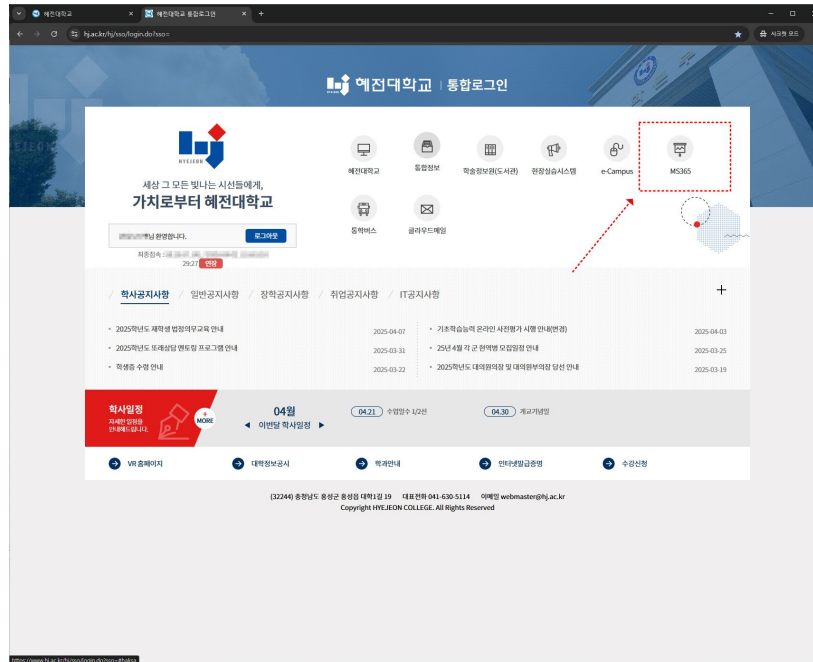 혜전대학교
혜전대학교 통합로그인
hj.ac.kr/hj/sso/login.do?sso=
시크릿 모드
HYEJEON 혜전대학교 통합로그인
HYEJEON
세상 그 모든 빛나는 시선들에게,
가치로부터 혜전대학교
님 환영합니다. 로그아웃
최종접속 :
29:27 연장
혜전대학교 통합정보 학술정보원(도서관) 현장실습시스템 e-Campus MS365
통학버스 클라우드메일
학사공지사항 / 일반공지사항 / 장학공지사항 / 취업공지사항 / IT공지사항
2025학년도 재학생 법정의무교육 안내 2025-04-07
2025학년도 또래상담 멘토링 프로그램 안내 2025-03-31
학생증 수령 안내 2025-03-22
기초학습능력 온라인 사전평가 시행 안내(변경) 2025-04-03
25년 4월 각 군 현역병 모집일정 안내 2025-03-25
2025학년도 대의원의장 및 대의원부의장 당선 안내 2025-03-19
학사일정
자세한 일정을
안내해드립니다.
MORE
04월
이번달 학사일정
04.21 수업일수 1/2선
04.30 개교기념일
VR 홈페이지 대학정보공시 학과안내 인터넷발급증명 수강신청
(32244) 충청남도 홍성군 홍성읍 대학1길 19 대표전화 041-630-5114 이메일 webmaster@hj.ac.kr
Copyright HYEJEON COLLEGE. All Rights Reserved